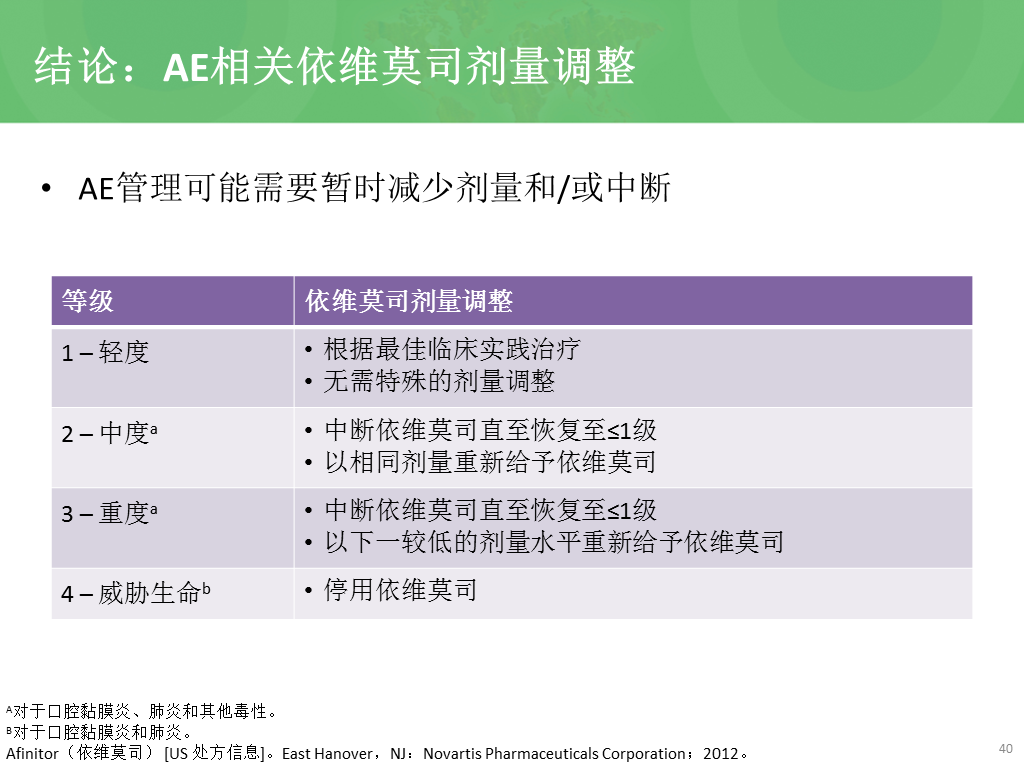 结论：AE相关依维莫司剂量调整
• AE管理可能需要暂时减少剂量和/或中断
等级 依维莫司剂量调整
1 – 轻度
• 根据最佳临床实践治疗
• 无需特殊的剂量调整
2 – 中度ᵃ
• 中断依维莫司直至恢复至≤1级
• 以相同剂量重新给予依维莫司
3 – 重度ᵃ
• 中断依维莫司直至恢复至≤1级
• 以下一较低的剂量水平重新给予依维莫司
4 – 威胁生命ᵇ
• 停用依维莫司
ᴬ对于口腔黏膜炎、肺炎和其他毒性。
ᴮ对于口腔黏膜炎和肺炎。
Afinitor（依维莫司） [US 处方信息]。East Hanover，NJ：Novartis Pharmaceuticals Corporation；2012。
40